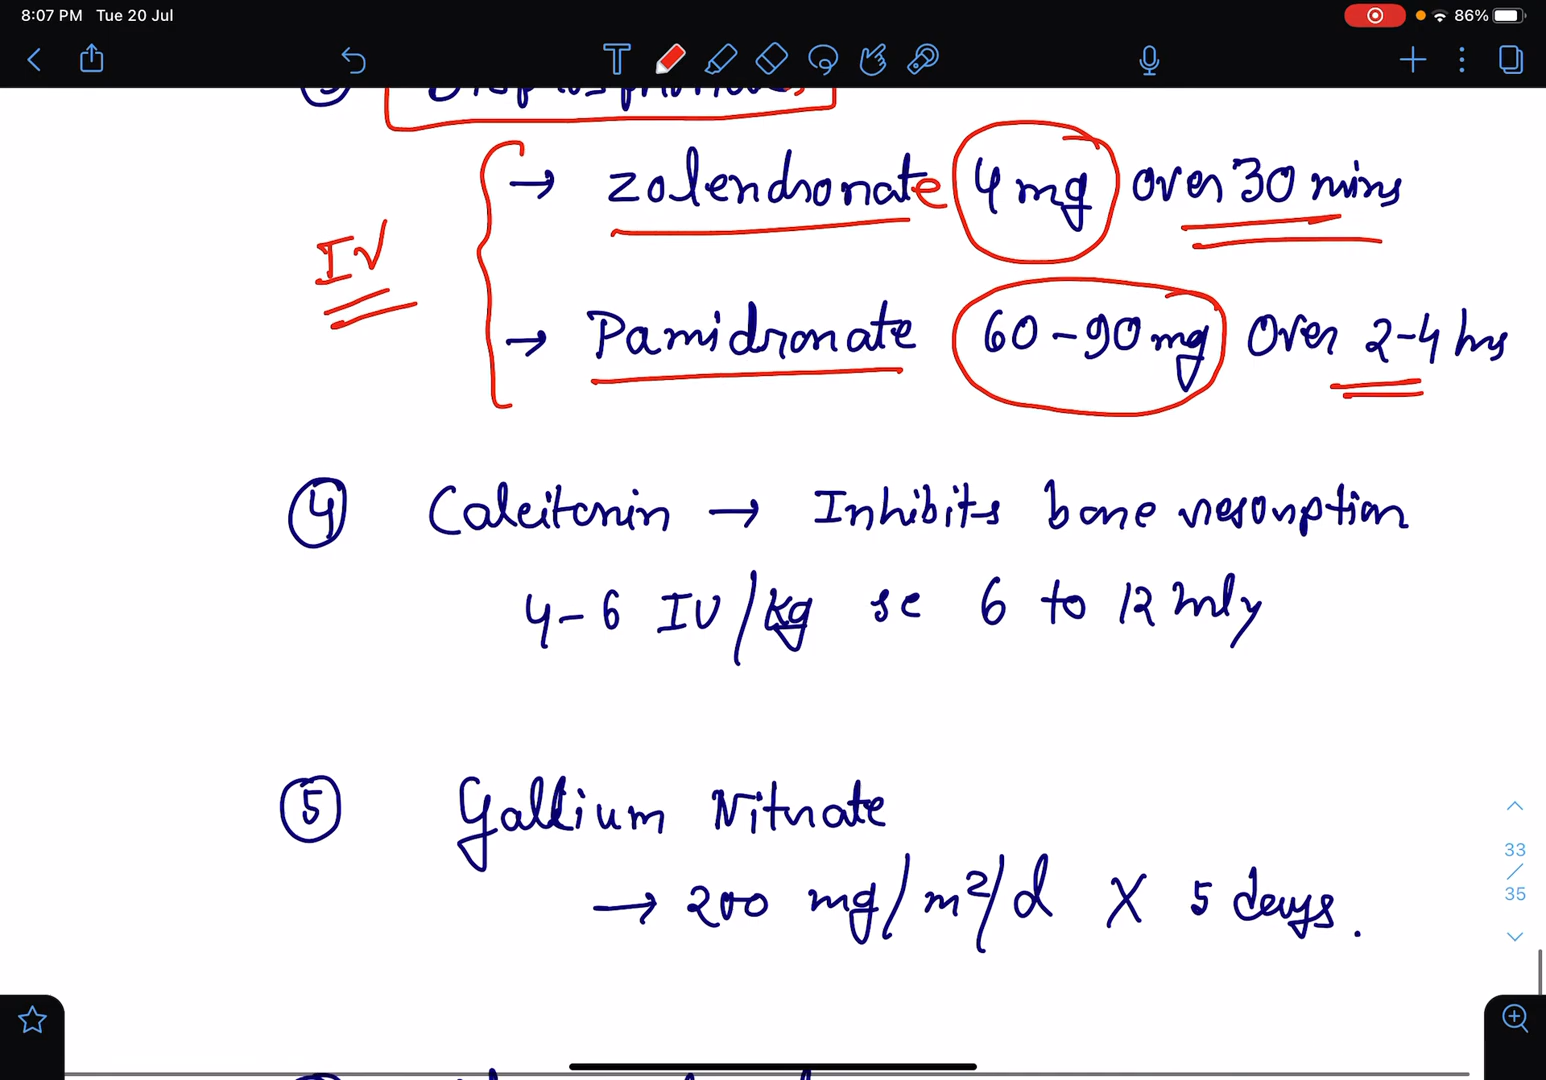 8:07 PM Tue 20 Jul
86%
③ Bisphosphonates
IV
→ Zolendronate 4 mg over 30 mins
→ Pamidronate 60-90 mg Over 2-4 hrs
④ Calcitonin → Inhibits bone resorption
4-6 IU/kg sc 6 to 12 hrly
⑤ Gallium Nitrate
→ 200 mg/m²/d X 5 days.
33
/
35